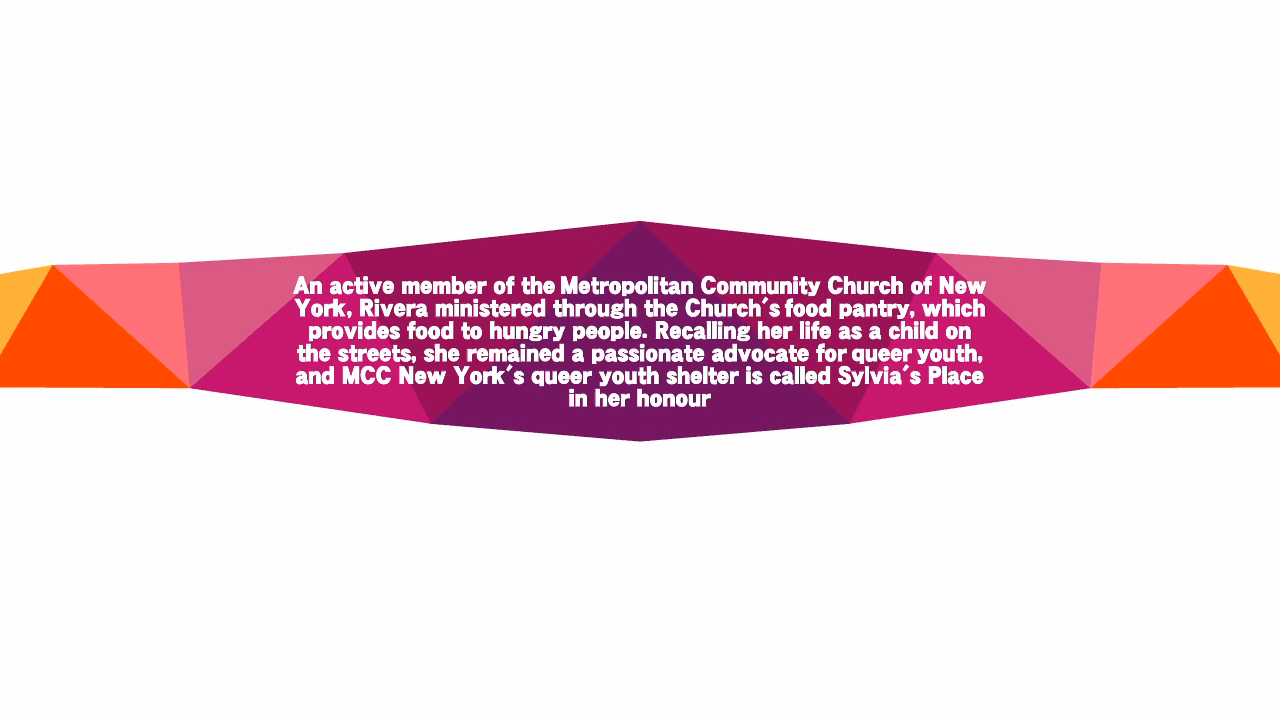 An active member of the Metropolitan Community Church of New
York, Rivera ministered through the Church's food pantry, which
provides food to hungry people. Recalling her life as a child on
the streets, she remained a passionate advocate for queer youth,
and MCC New York's queer youth shelter is called Sylvia's Place
in her honour